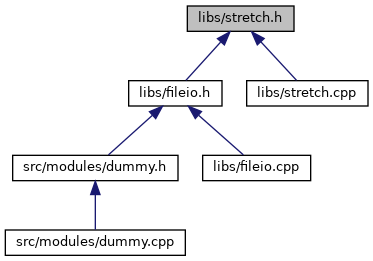 libs/stretch.h
libs/fileio.h
libs/stretch.cpp
src/modules/dummy.h
libs/fileio.cpp
src/modules/dummy.cpp